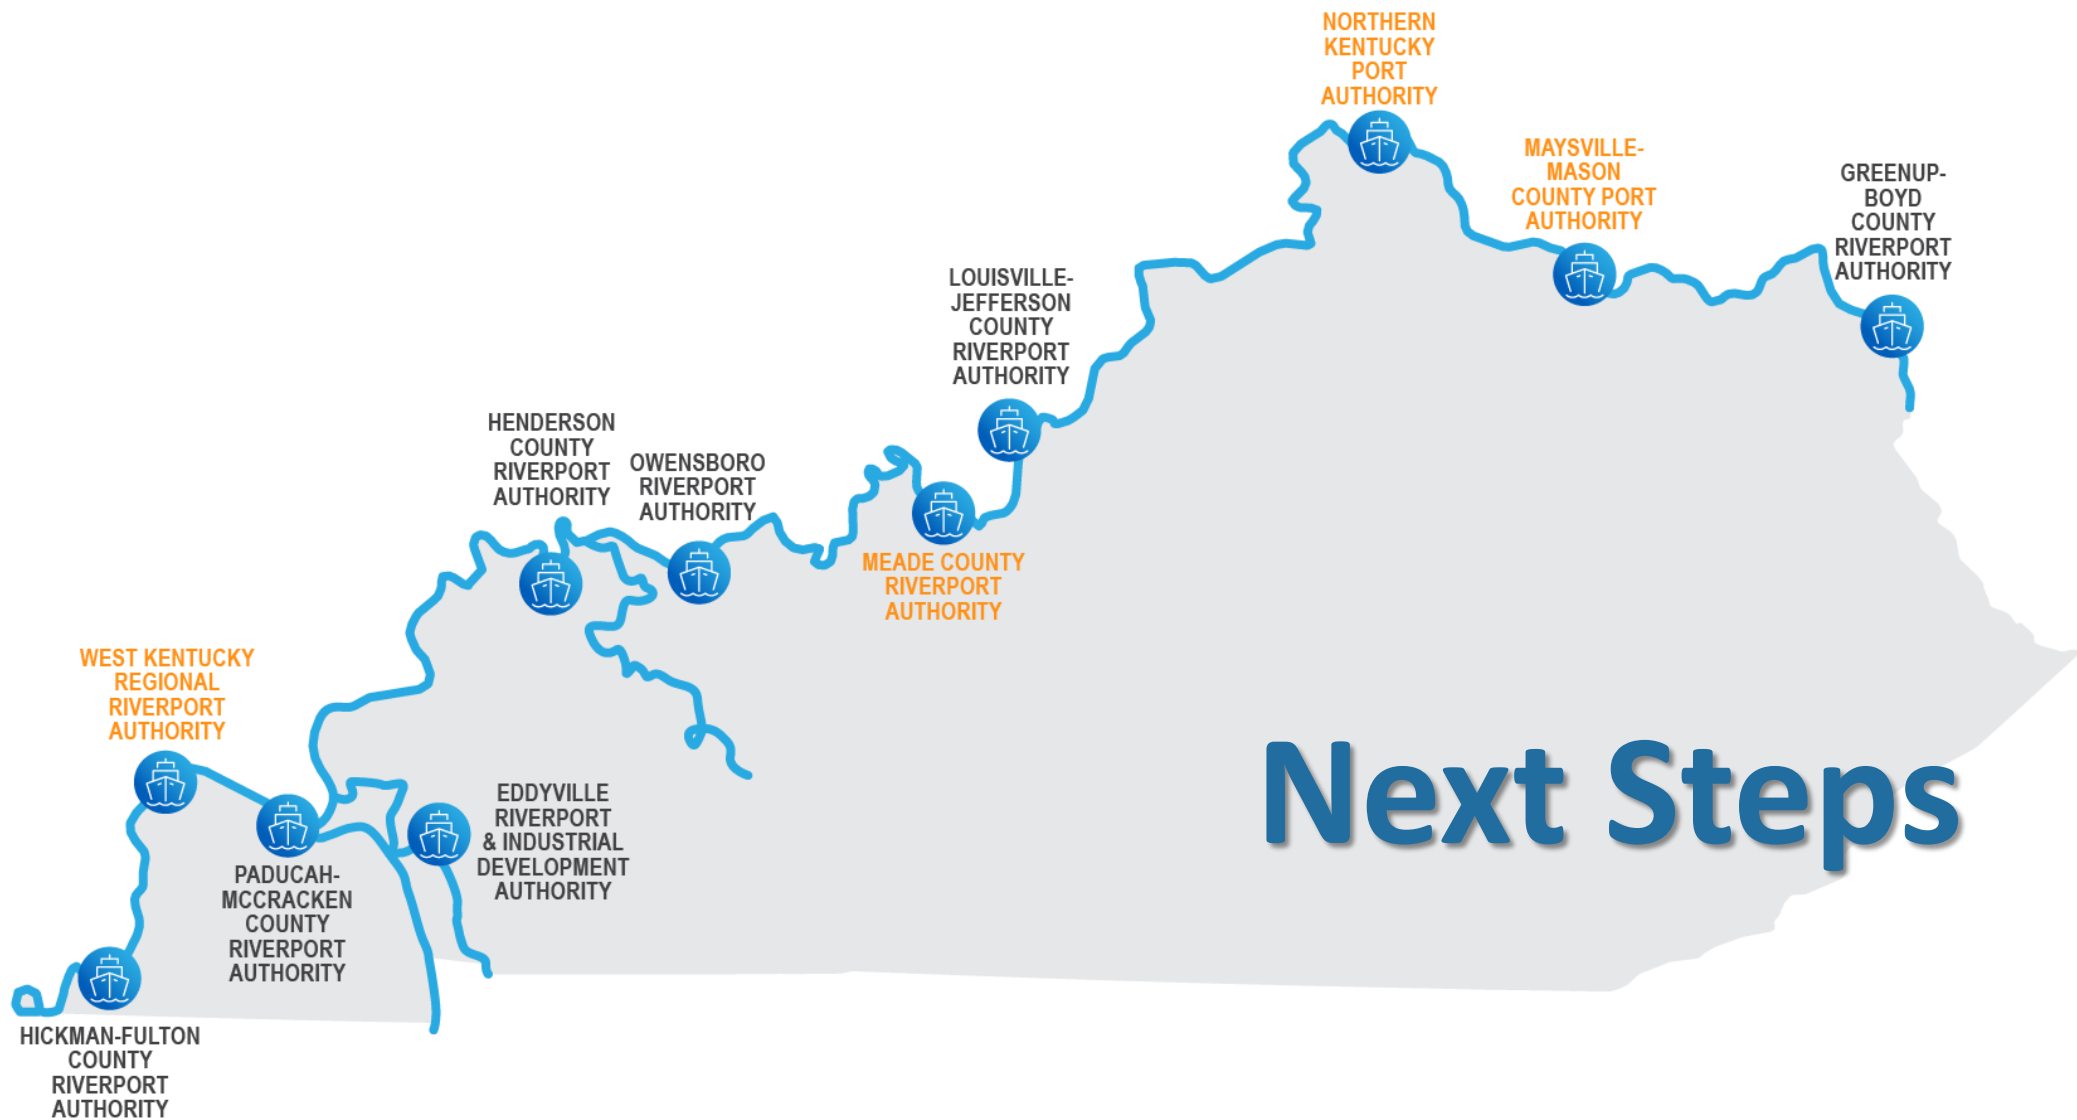 NORTHERN
KENTUCKY
PORT
AUTHORITY
MAYSVILLE-
MASON
COUNTY PORT
AUTHORITY
GREENUP-
BOYD
COUNTY
RIVERPORT
AUTHORITY
LOUISVILLE-
JEFFERSON
COUNTY
RIVERPORT
AUTHORITY
HENDERSON
COUNTY
RIVERPORT
AUTHORITY
OWENSBORO
RIVERPORT
AUTHORITY
MEADE COUNTY
RIVERPORT
AUTHORITY
WEST KENTUCKY
REGIONAL
RIVERPORT
AUTHORITY
EDDYVILLE
RIVERPORT
& INDUSTRIAL
DEVELOPMENT
AUTHORITY
PADUCAH-
MCCRACKEN
COUNTY
RIVERPORT
AUTHORITY
HICKMAN-FULTON
COUNTY
RIVERPORT
AUTHORITY
Next Steps